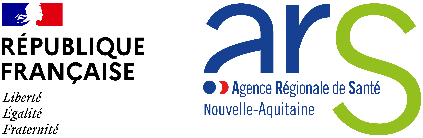 RÉPUBLIQUE
FRANÇAISE
Liberté
Égalité
Fraternité
ars
Agence Régionale de Santé
Nouvelle-Aquitaine